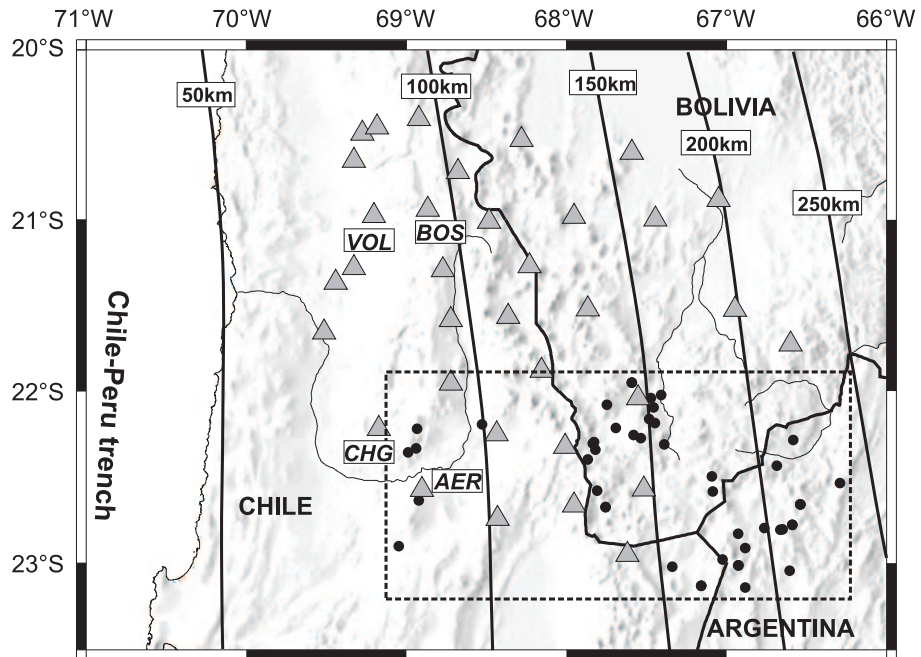 71°W 70°W 69°W 68°W 67°W 66°W
20°S
50km
100km
150km
BOLIVIA
200km
250km
21°S
VOL
BOS
Chile-Peru trench
22°S
CHG
AER
CHILE
23°S
ARGENTINA